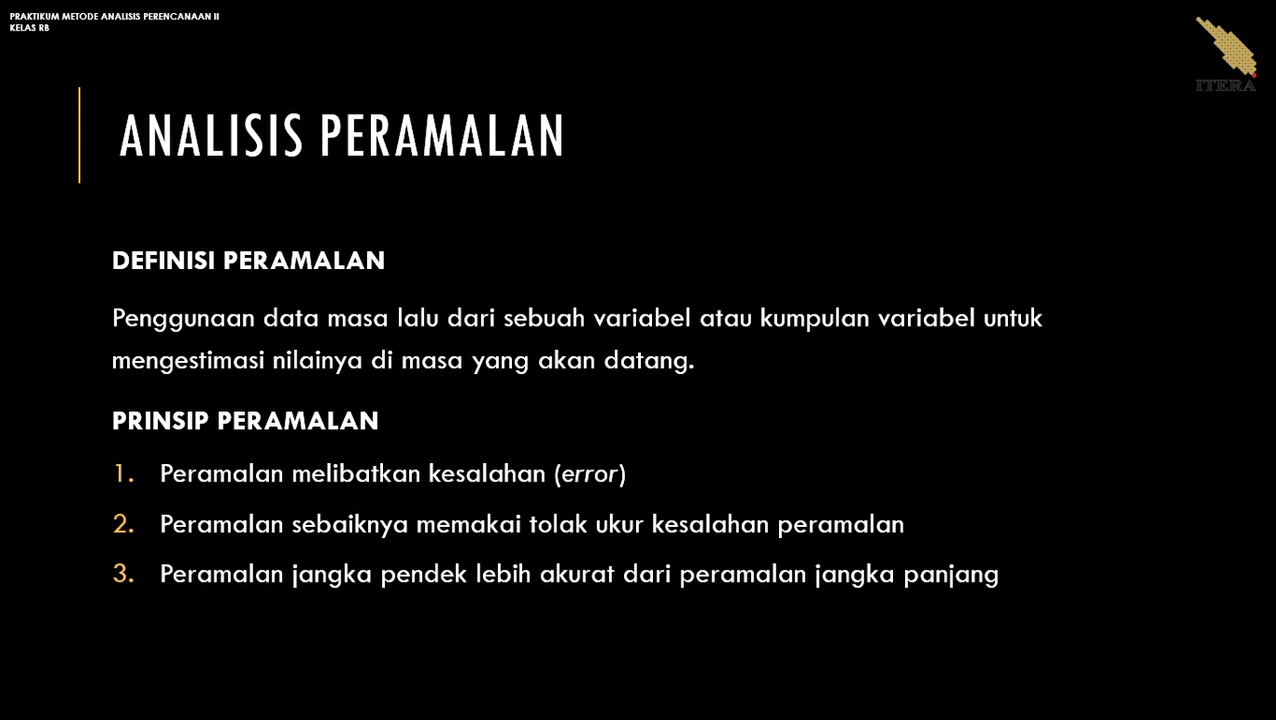 PRAKTIKUM METODE ANALISIS PERENCANAAN II
KELAS RB
ITERA
ANALISIS PERAMALAN
DEFINISI PERAMALAN
Penggunaan data masa lalu dari sebuah variabel atau kumpulan variabel untuk
mengestimasi nilainya di masa yang akan datang.
PRINSIP PERAMALAN
1. Peramalan melibatkan kesalahan (error)
2. Peramalan sebaiknya memakai tolak ukur kesalahan peramalan
3. Peramalan jangka pendek lebih akurat dari peramalan jangka panjang